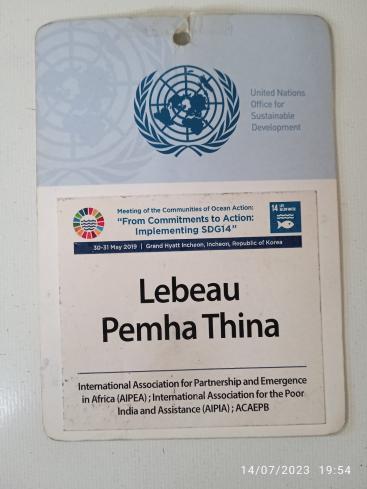 United Nations
Office for
Sustainable
Development
Meeting of the Communities of Ocean Action:
"From Commitments to Action:
Implementing SDG14"
14 LIFE BELOW WATER
30-31 May 2019 | Grand Hyatt Incheon, Incheon, Republic of Korea
Lebeau
Pemha Thina
International Association for Partnership and Emergence
in Africa (AIPEA) ; International Association for the Poor
India and Assistance (AIPIA) ; ACAEPB
14/07/2023 19:54